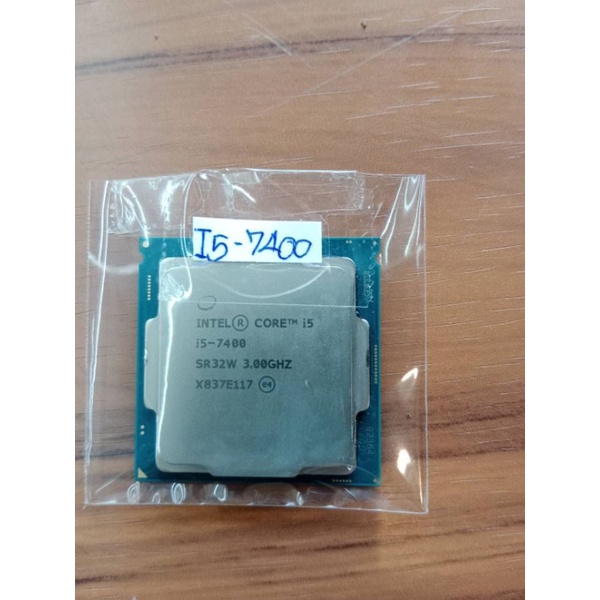 I5-7400
INTEL® CORE™ i5
i5-7400
SR32W 3.00GHZ
X837E117 e4